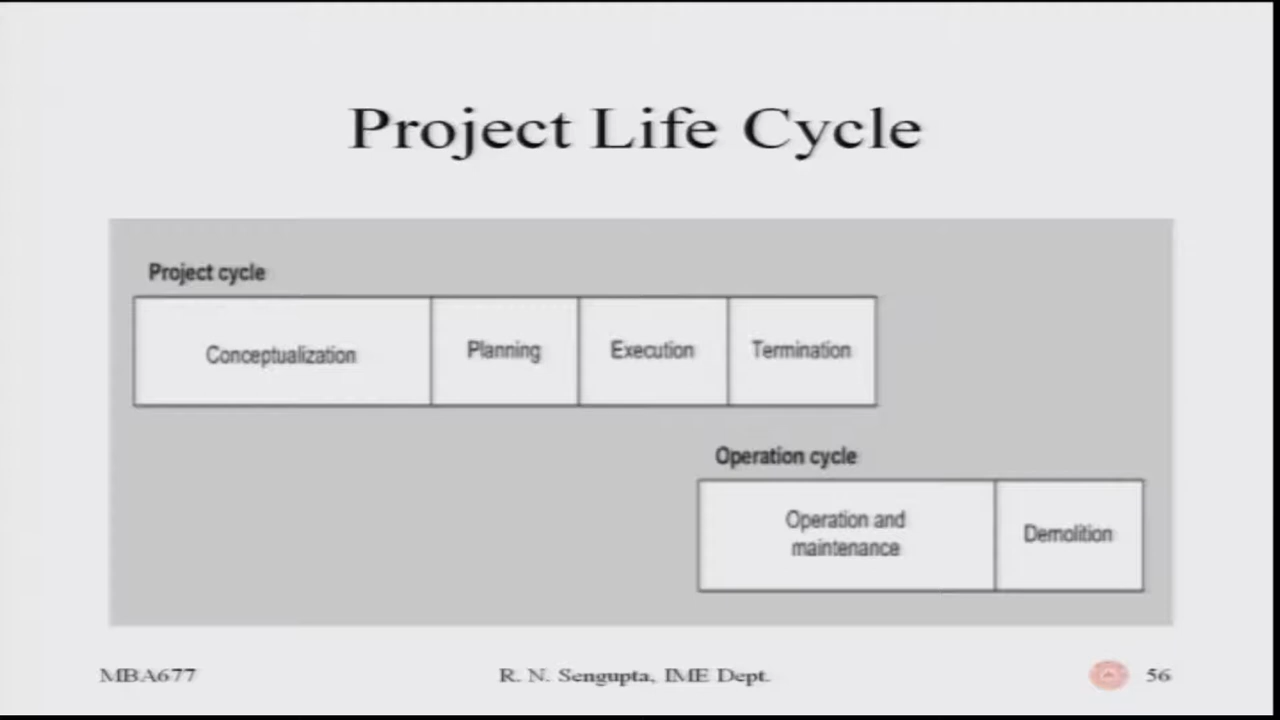 Project Life Cycle
Project cycle
Conceptualization
Planning
Execution
Termination
Operation cycle
Operation and
maintenance
Demolition
MBA677
R. N. Sengupta, IME Dept.
56